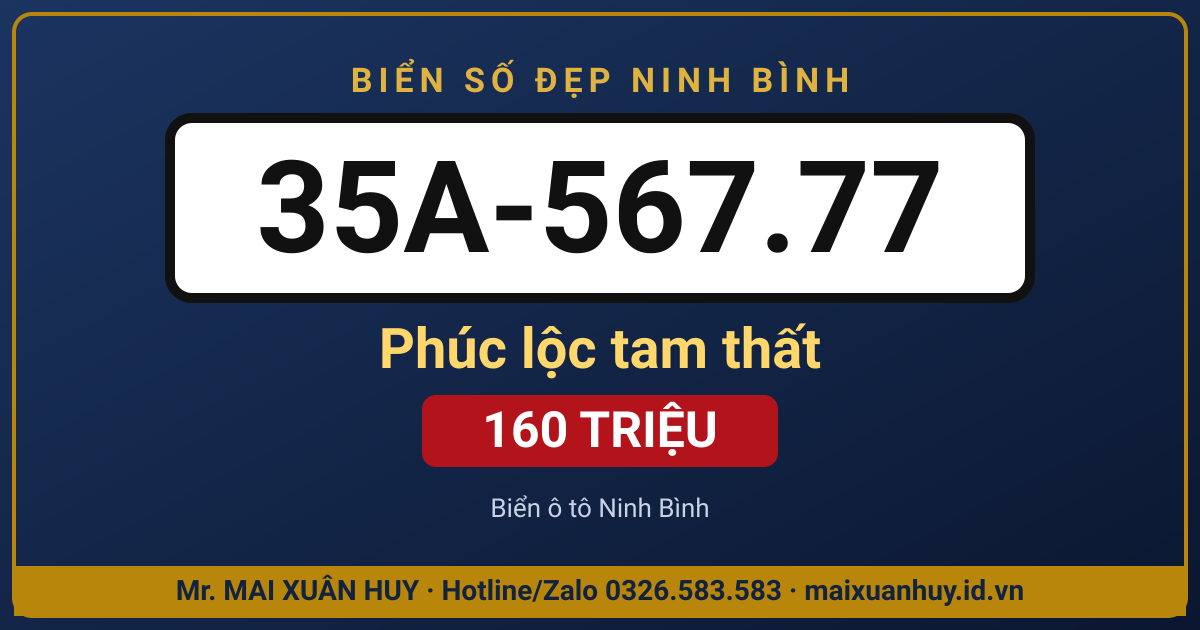 BIỂN SỐ ĐẸP NINH BÌNH
35A-567.77
Phúc lộc tam thất
160 TRIỆU
Biển ô tô Ninh Bình
Mr. MAI XUÂN HUY · Hotline/Zalo 0326.583.583 · maixuanhuy.id.vn